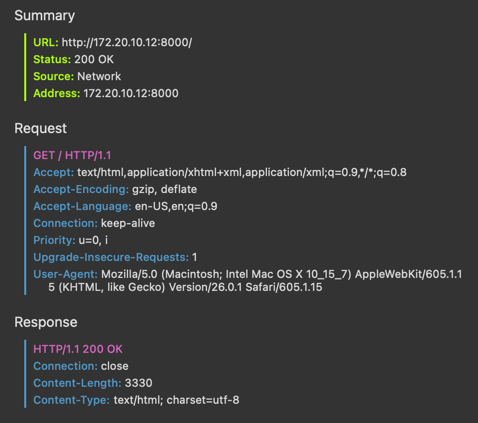 Summary
URL: http://172.20.10.12:8000/
Status: 200 OK
Source: Network
Address: 172.20.10.12:8000
Request
GET / HTTP/1.1
Accept: text/html,application/xhtml+xml,application/xml;q=0.9,*/*;q=0.8
Accept-Encoding: gzip, deflate
Accept-Language: en-US,en;q=0.9
Connection: keep-alive
Priority: u=0, i
Upgrade-Insecure-Requests: 1
User-Agent: Mozilla/5.0 (Macintosh; Intel Mac OS X 10_15_7) AppleWebKit/605.1.1
5 (KHTML, like Gecko) Version/26.0.1 Safari/605.1.15
Response
HTTP/1.1 200 OK
Connection: close
Content-Length: 3330
Content-Type: text/html; charset=utf-8